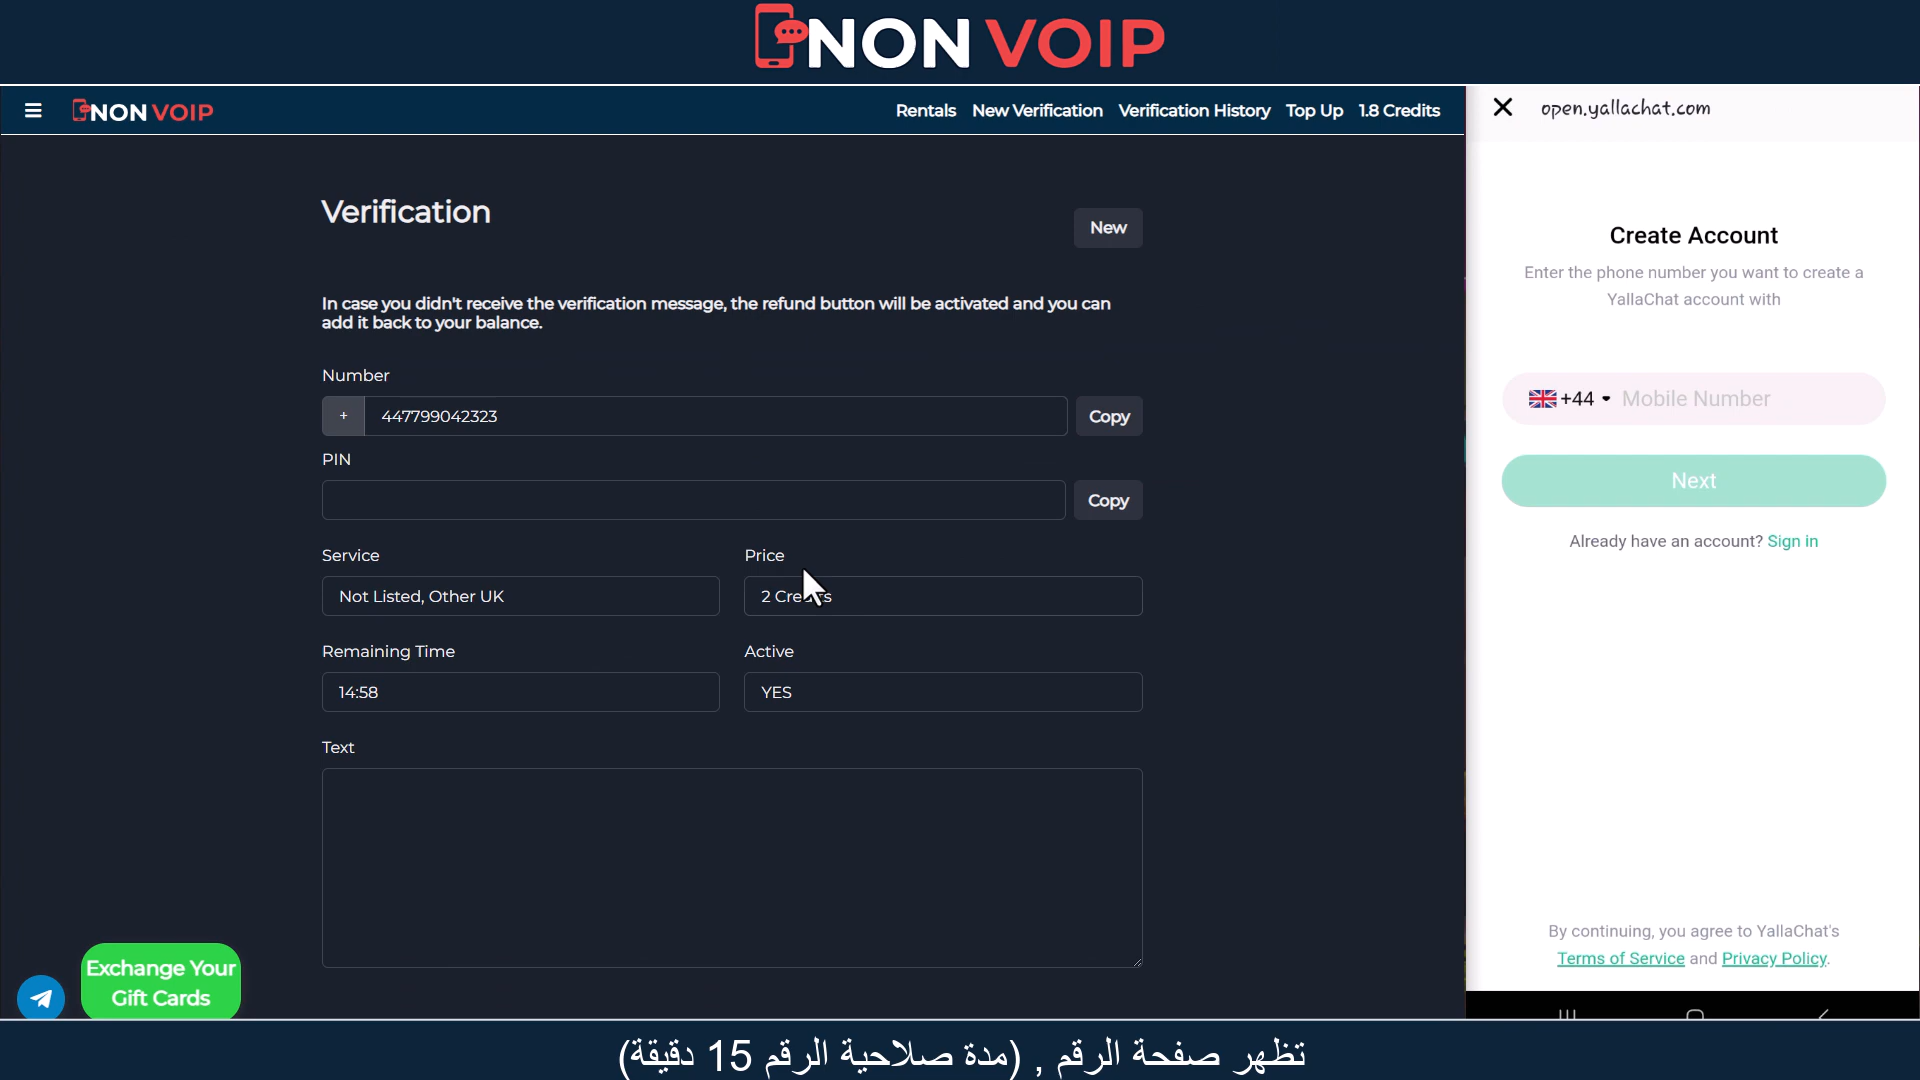 NON VOIP
NON VOIP
Rentals New Verification Verification History Top Up 1.8 Credits
Verification
New
In case you didn't receive the verification message, the refund button will be activated and you can
add it back to your balance.
Number
+ 447799042323 Copy
PIN
Copy
Service Price
Not Listed, Other UK 2 Credits
Remaining Time Active
14:58 YES
Text
Exchange Your
Gift Cards
open.yallachat.com
Create Account
Enter the phone number you want to create a
YallaChat account with
+44 Mobile Number
Next
Already have an account? Sign in
By continuing, you agree to YallaChat's
Terms of Service and Privacy Policy.
تظهر صفحة الرقم , (مدة صلاحية الرقم 15 دقيقة)